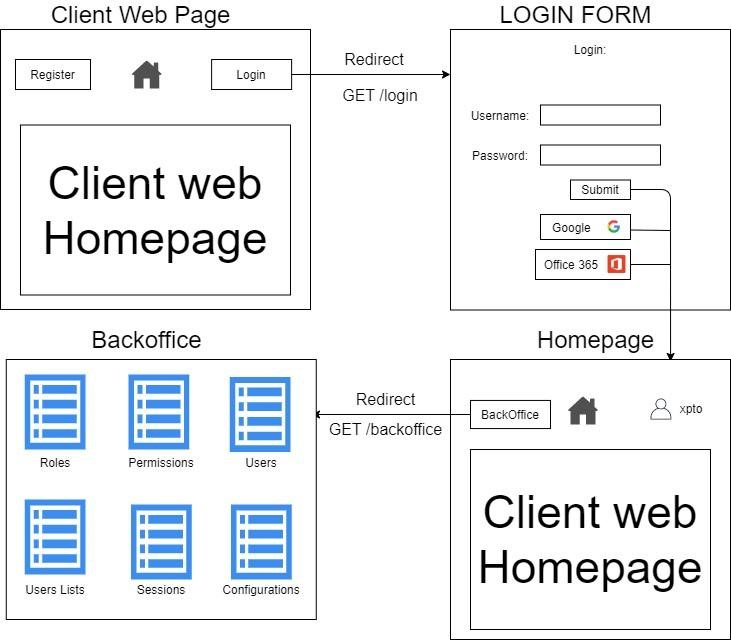 Client Web Page
Register
Login
Client web
Homepage
Redirect
GET /login
LOGIN FORM
Login:
Username:
Password:
Submit
Google
Office 365
Homepage
BackOffice
xpto
Client web
Homepage
Redirect
GET /backoffice
Backoffice
Roles
Permissions
Users
Users Lists
Sessions
Configurations